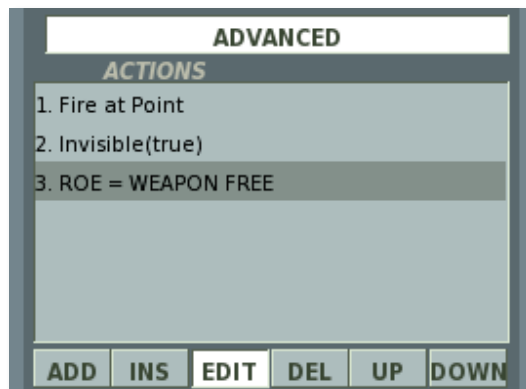 ADVANCED
ACTIONS
1. Fire at Point
2. Invisible(true)
3. ROE = WEAPON FREE
ADD INS EDIT DEL UP DOWN